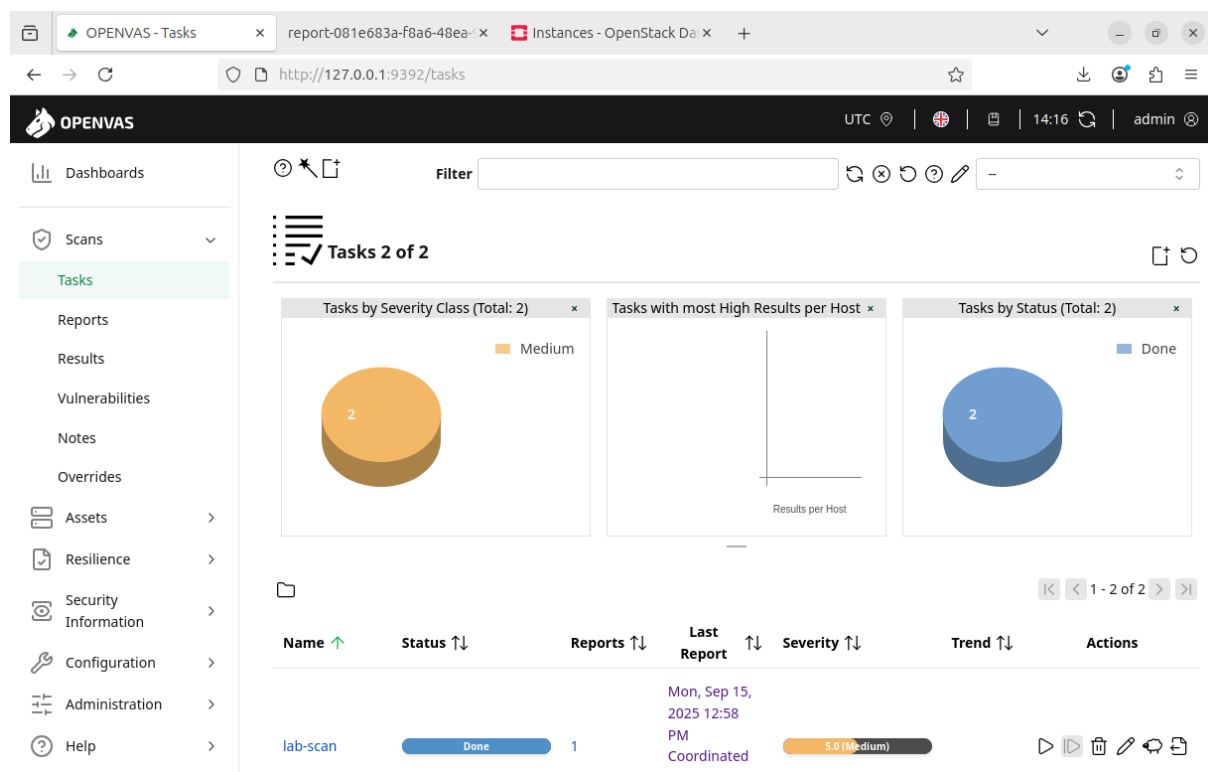 OPENVAS - Tasks
report-081e683a-f8a6-48ea-
Instances - OpenStack Da
http://127.0.0.1:9392/tasks
OPENVAS
UTC
14:16
admin
Dashboards
Scans
Tasks
Reports
Results
Vulnerabilities
Notes
Overrides
Assets
Resilience
Security
Information
Configuration
Administration
Help
Filter
--
Tasks 2 of 2
Tasks by Severity Class (Total: 2)
Medium
2
Tasks with most High Results per Host
Results per Host
Tasks by Status (Total: 2)
Done
2
1 - 2 of 2
Name Status Reports Last Report Severity Trend Actions
lab-scan
Done
1
Mon, Sep 15,
2025 12:58
PM
Coordinated
5.0 (Medium)